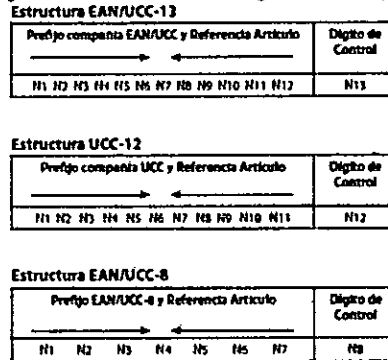 Estructura EAN/UCC-13
Prefijo compañia EAN/UCC y Referencia Artículo
Dígito de
Control
N1 N2 N3 N4 N5 N6 N7 N8 N9 N10 N11 N12
N13
Estructura UCC-12
Prefijo compañia UCC y Referencia Artículo
Dígito de
Control
N1 N2 N3 N4 N5 N6 N7 N8 N9 N10 N11
N12
Estructura EAN/UCC-8
Prefijo EAN/UCC-8 y Referencia Artículo
Dígito de
Control
N1 N2 N3 N4 N5 N6 N7
N8